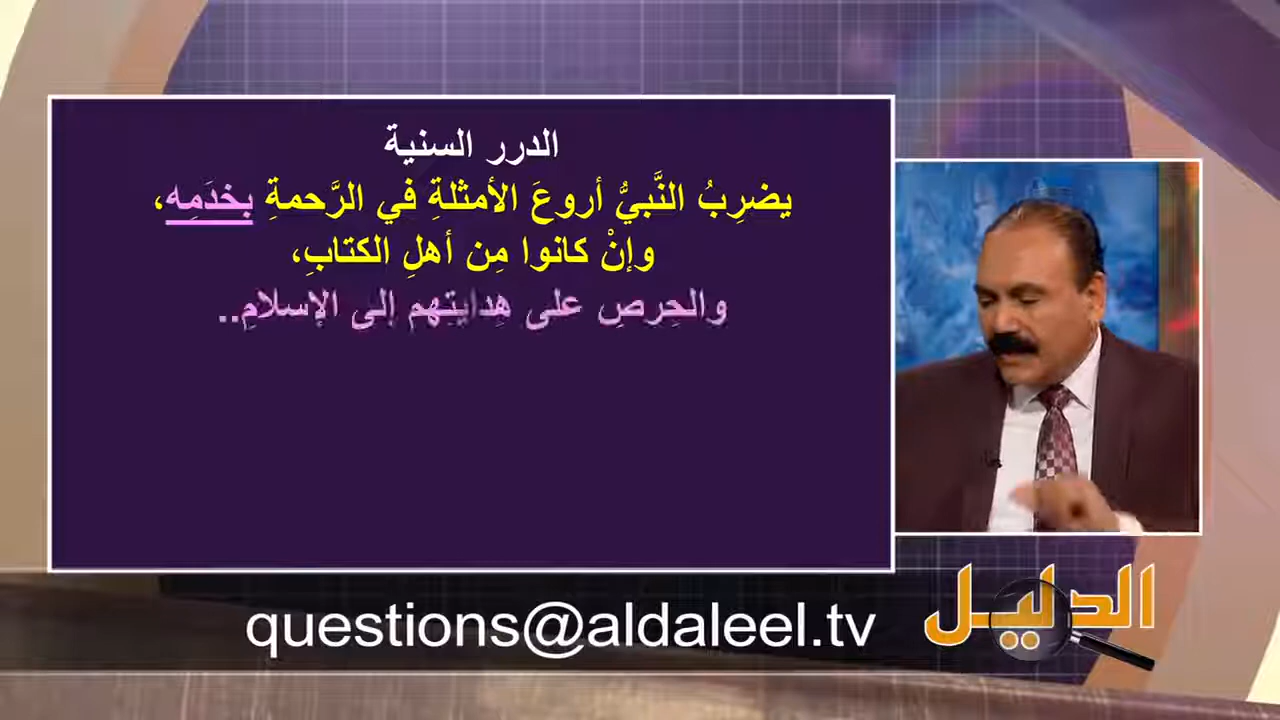 الدرر السنية
يضرِبُ النَّبيُّ أروعَ الأمثلةِ في الرَّحمةِ بخدَمِه،
وإنْ كانوا مِن أهلِ الكتابِ،
والحِرصِ على هِدايتِهم إلى الإسلامِ..
questions@aldaleel.tv
الدليل